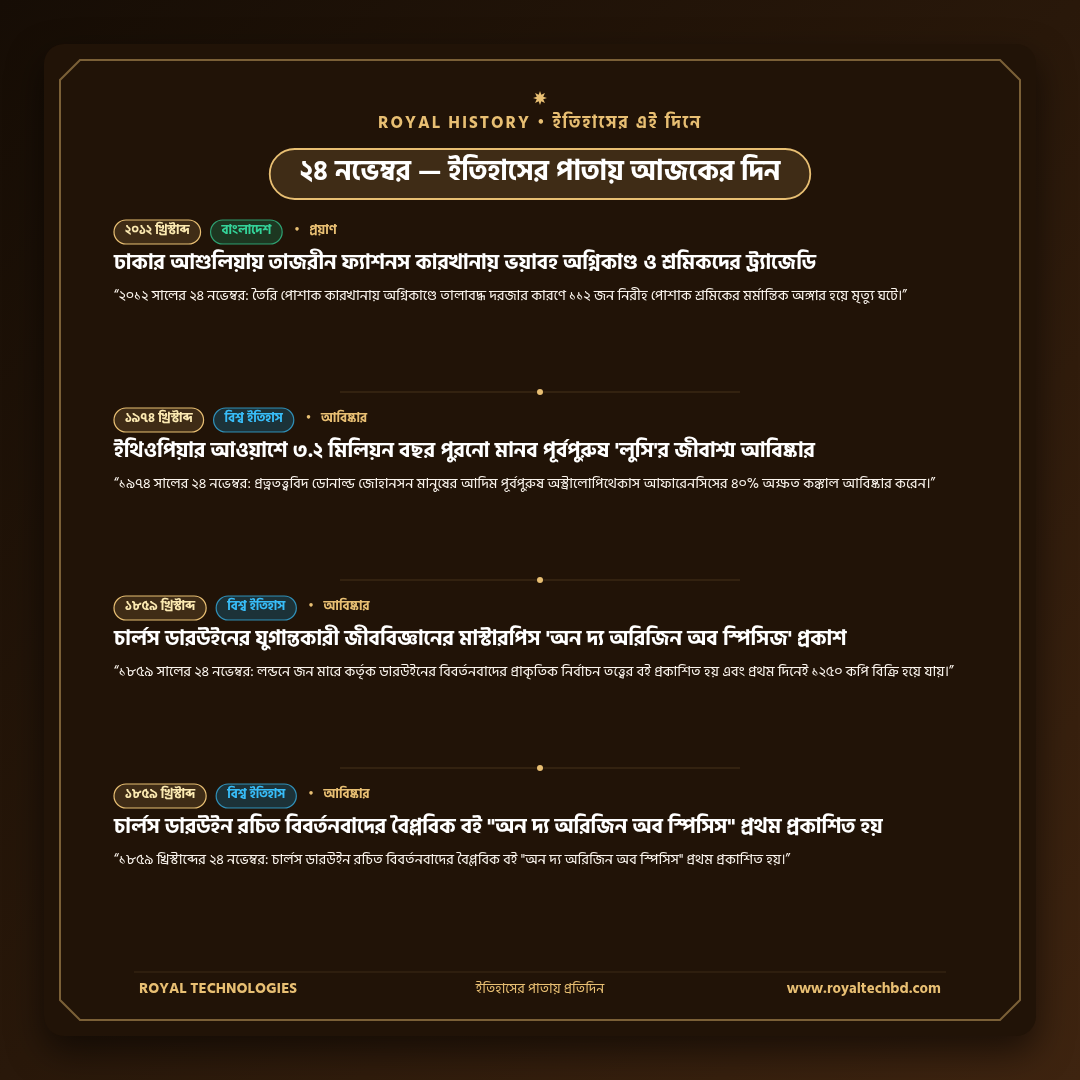 ROYAL HISTORY • ইতিহাসের এই দিনে
২৪ নভেম্বর — ইতিহাসের পাতায় আজকের দিন
২০১২ খ্রিস্টাব্দ বাংলাদেশ • প্রয়াণ
ঢাকার আশুলিয়ায় তাজরীন ফ্যাশনস কারখানায় ভয়াবহ অগ্নিকাণ্ড ও শ্রমিকদের ট্র্যাজেডি
“২০১২ সালের ২৪ নভেম্বর: তৈরি পোশাক কারখানায় অগ্নিকাণ্ডে তালাবদ্ধ দরজার কারণে ১১২ জন নিরীহ পোশাক শ্রমিকের মর্মান্তিক অঙ্গার হয়ে মৃত্যু ঘটে।”
১৯৭৪ খ্রিস্টাব্দ বিশ্ব ইতিহাস • আবিষ্কার
ইথিওপিয়ার আওয়াশে ৩.২ মিলিয়ন বছর পুরনো মানব পূর্বপুরুষ 'লুসি'র জীবাশ্ম আবিষ্কার
“১৯৭৪ সালের ২৪ নভেম্বর: প্রত্নতত্ত্ববিদ ডোনাল্ড জোহানসন মানুষের আদিম পূর্বপুরুষ অস্ট্রালোপিথেকাস আফারেনসিসের ৪০% অক্ষত কঙ্কাল আবিষ্কার করেন।”
১৮৫৯ খ্রিস্টাব্দ বিশ্ব ইতিহাস • আবিষ্কার
চার্লস ডারউইনের যুগান্তকারী জীববিজ্ঞানের মাস্টারপিস 'অন দ্য অরিজিন অব স্পিসিজ' প্রকাশ
“১৮৫৯ সালের ২৪ নভেম্বর: লন্ডনে জন মারে কর্তৃক ডারউইনের বিবর্তনবাদের প্রাকৃতিক নির্বাচন তত্ত্বের বই প্রকাশিত হয় এবং প্রথম দিনেই ১২৫০ কপি বিক্রি হয়ে যায়।”
১৮৫৯ খ্রিস্টাব্দ বিশ্ব ইতিহাস • আবিষ্কার
চার্লস ডারউইন রচিত বিবর্তনবাদের বৈপ্লবিক বই "অন দ্য অরিজিন অব স্পিসিস" প্রথম প্রকাশিত হয়
“১৮৫৯ খ্রিস্টাব্দের ২৪ নভেম্বর: চার্লস ডারউইন রচিত বিবর্তনবাদের বৈপ্লবিক বই "অন দ্য অরিজিন অব স্পিসিস" প্রথম প্রকাশিত হয়।”
ROYAL TECHNOLOGIES ইতিহাসের পাতায় প্রতিদিন www.royaltechbd.com